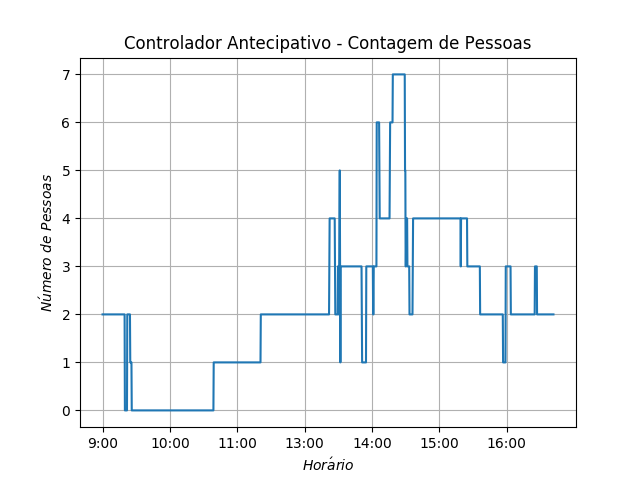 Controlador Antecipativo - Contagem de Pessoas
Número de Pessoas
7
6
5
4
3
2
1
0
9:00 10:00 11:00 13:00 14:00 15:00 16:00
Horário